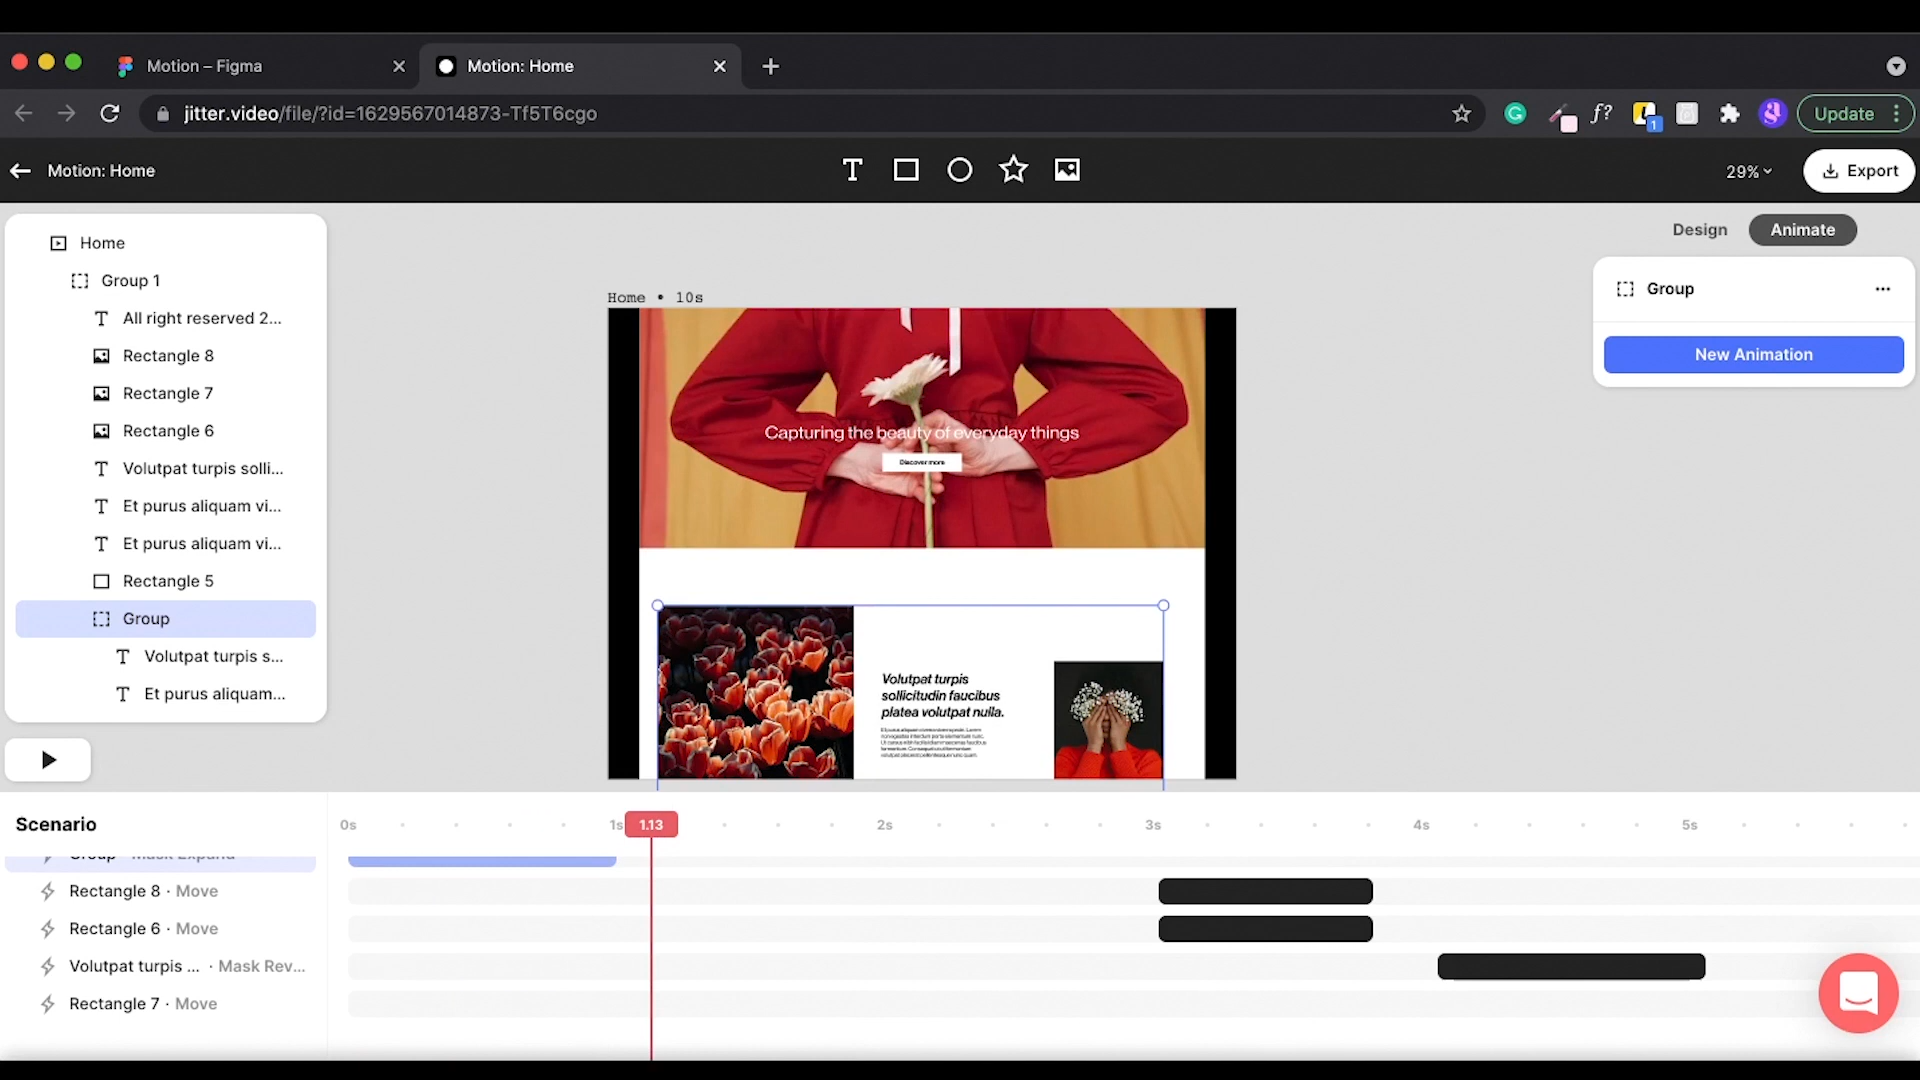 Motion – Figma
Motion: Home
jitter.video/file/?id=1629567014873-Tf5T6cgo
f?
1
Update
Motion: Home
29%
Export
Home
Group 1
All right reserved 2...
Rectangle 8
Rectangle 7
Rectangle 6
Volutpat turpis solli...
Et purus aliquam vi...
Et purus aliquam vi...
Rectangle 5
Group
Volutpat turpis s...
Et purus aliquam...
Home • 10s
Capturing the beauty of everyday things
Discover more
Volutpat turpis
sollicitudin faucibus
platea volutpat nulla.
Design
Animate
Group
New Animation
Scenario
0s
1s
1.13
2s
3s
4s
5s
Group · Mask Expand
Rectangle 8 · Move
Rectangle 6 · Move
Volutpat turpis ... · Mask Rev...
Rectangle 7 · Move